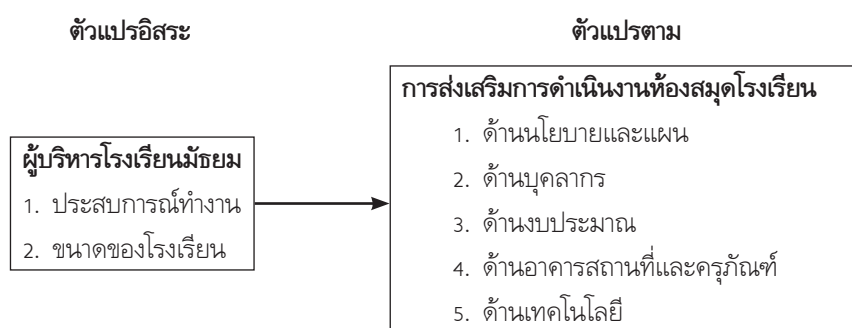 ตัวแปรอิสระ
ตัวแปรตาม
ผู้บริหารโรงเรียนมัธยม
1. ประสบการณ์ทำงาน
2. ขนาดของโรงเรียน
การส่งเสริมการดำเนินงานห้องสมุดโรงเรียน
1. ด้านนโยบายและแผน
2. ด้านบุคลากร
3. ด้านงบประมาณ
4. ด้านอาคารสถานที่และครุภัณฑ์
5. ด้านเทคโนโลยี